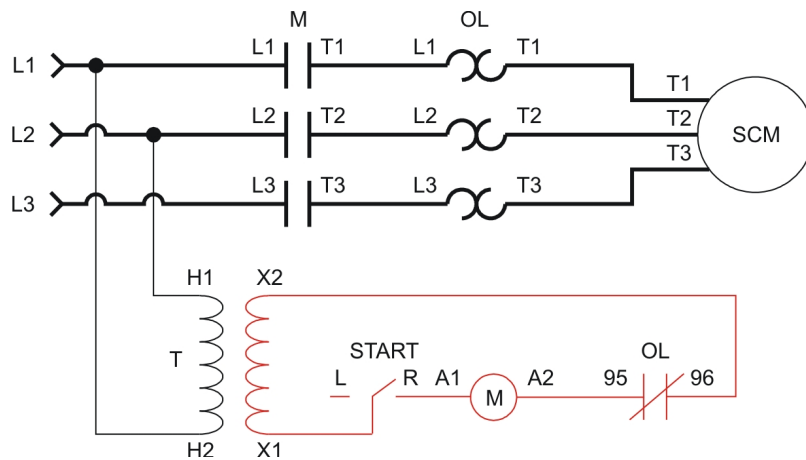 M OL
L1 L1 T1 L1 T1
T1
L2 L2 T2 L2 T2 T2 SCM
T3
L3 L3 T3 L3 T3
H1 X2
T START OL
L R A1 M A2 95 96
H2 X1